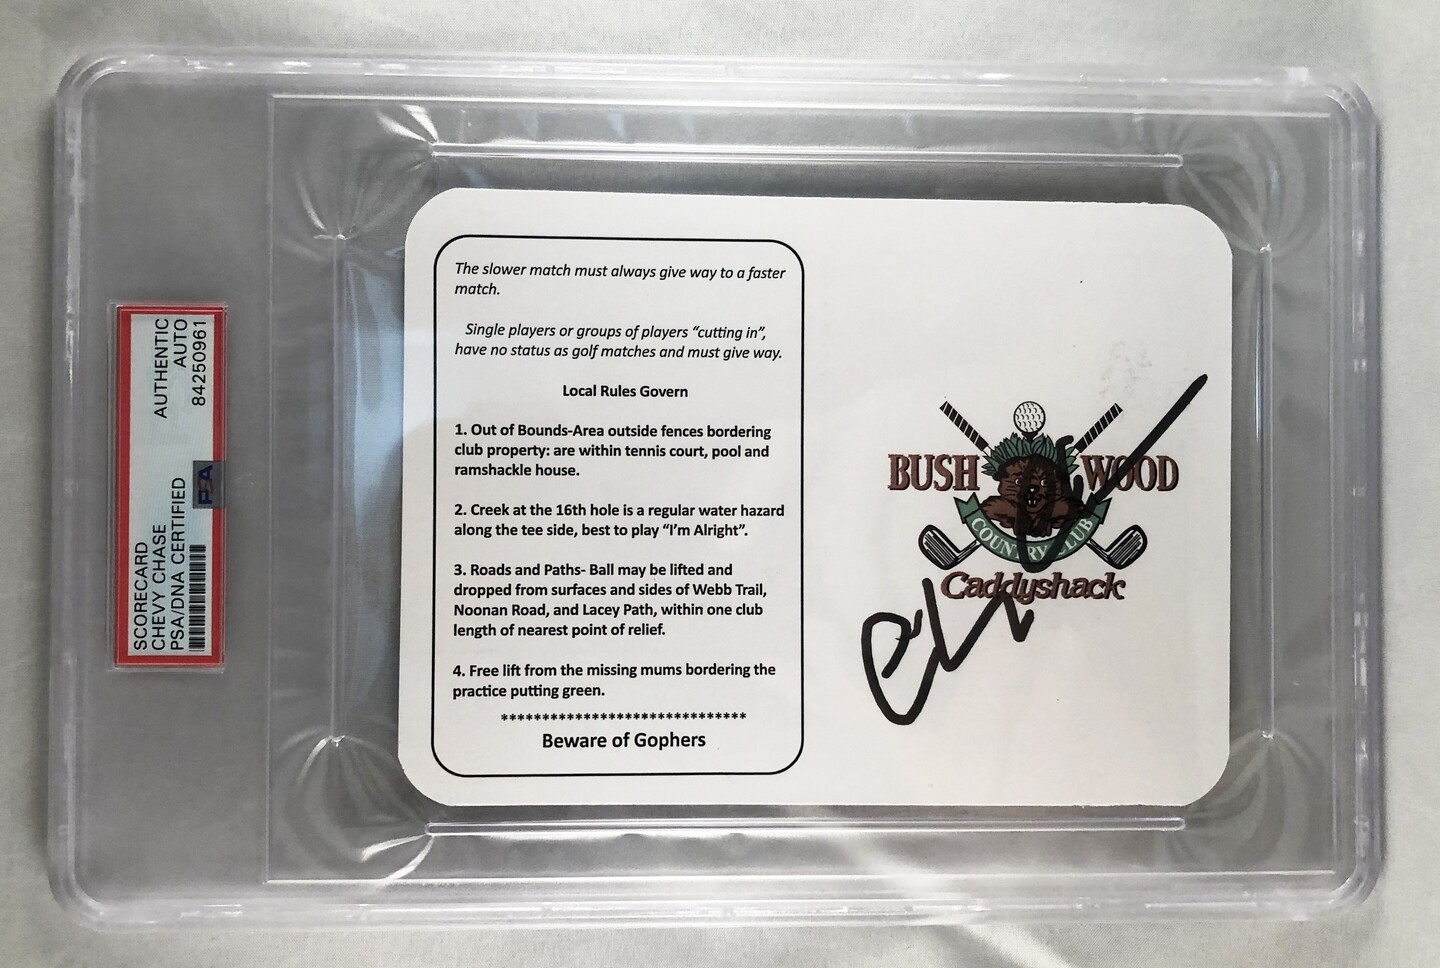 SCORECARD
CHEVY CHASE
PSA/DNA CERTIFIED
AUTHENTIC
AUTO
84250961
PSA
The slower match must always give way to a faster
match.
Single players or groups of players “cutting in”,
have no status as golf matches and must give way.
Local Rules Govern
1. Out of Bounds-Area outside fences bordering
club property: are within tennis court, pool and
ramshackle house.
2. Creek at the 16th hole is a regular water hazard
along the tee side, best to play “I’m Alright”.
3. Roads and Paths- Ball may be lifted and
dropped from surfaces and sides of Webb Trail,
Noonan Road, and Lacey Path, within one club
length of nearest point of relief.
4. Free lift from the missing mums bordering the
practice putting green.
******************************
Beware of Gophers
BUSH WOOD
COUNTRY CLUB
Caddyshack